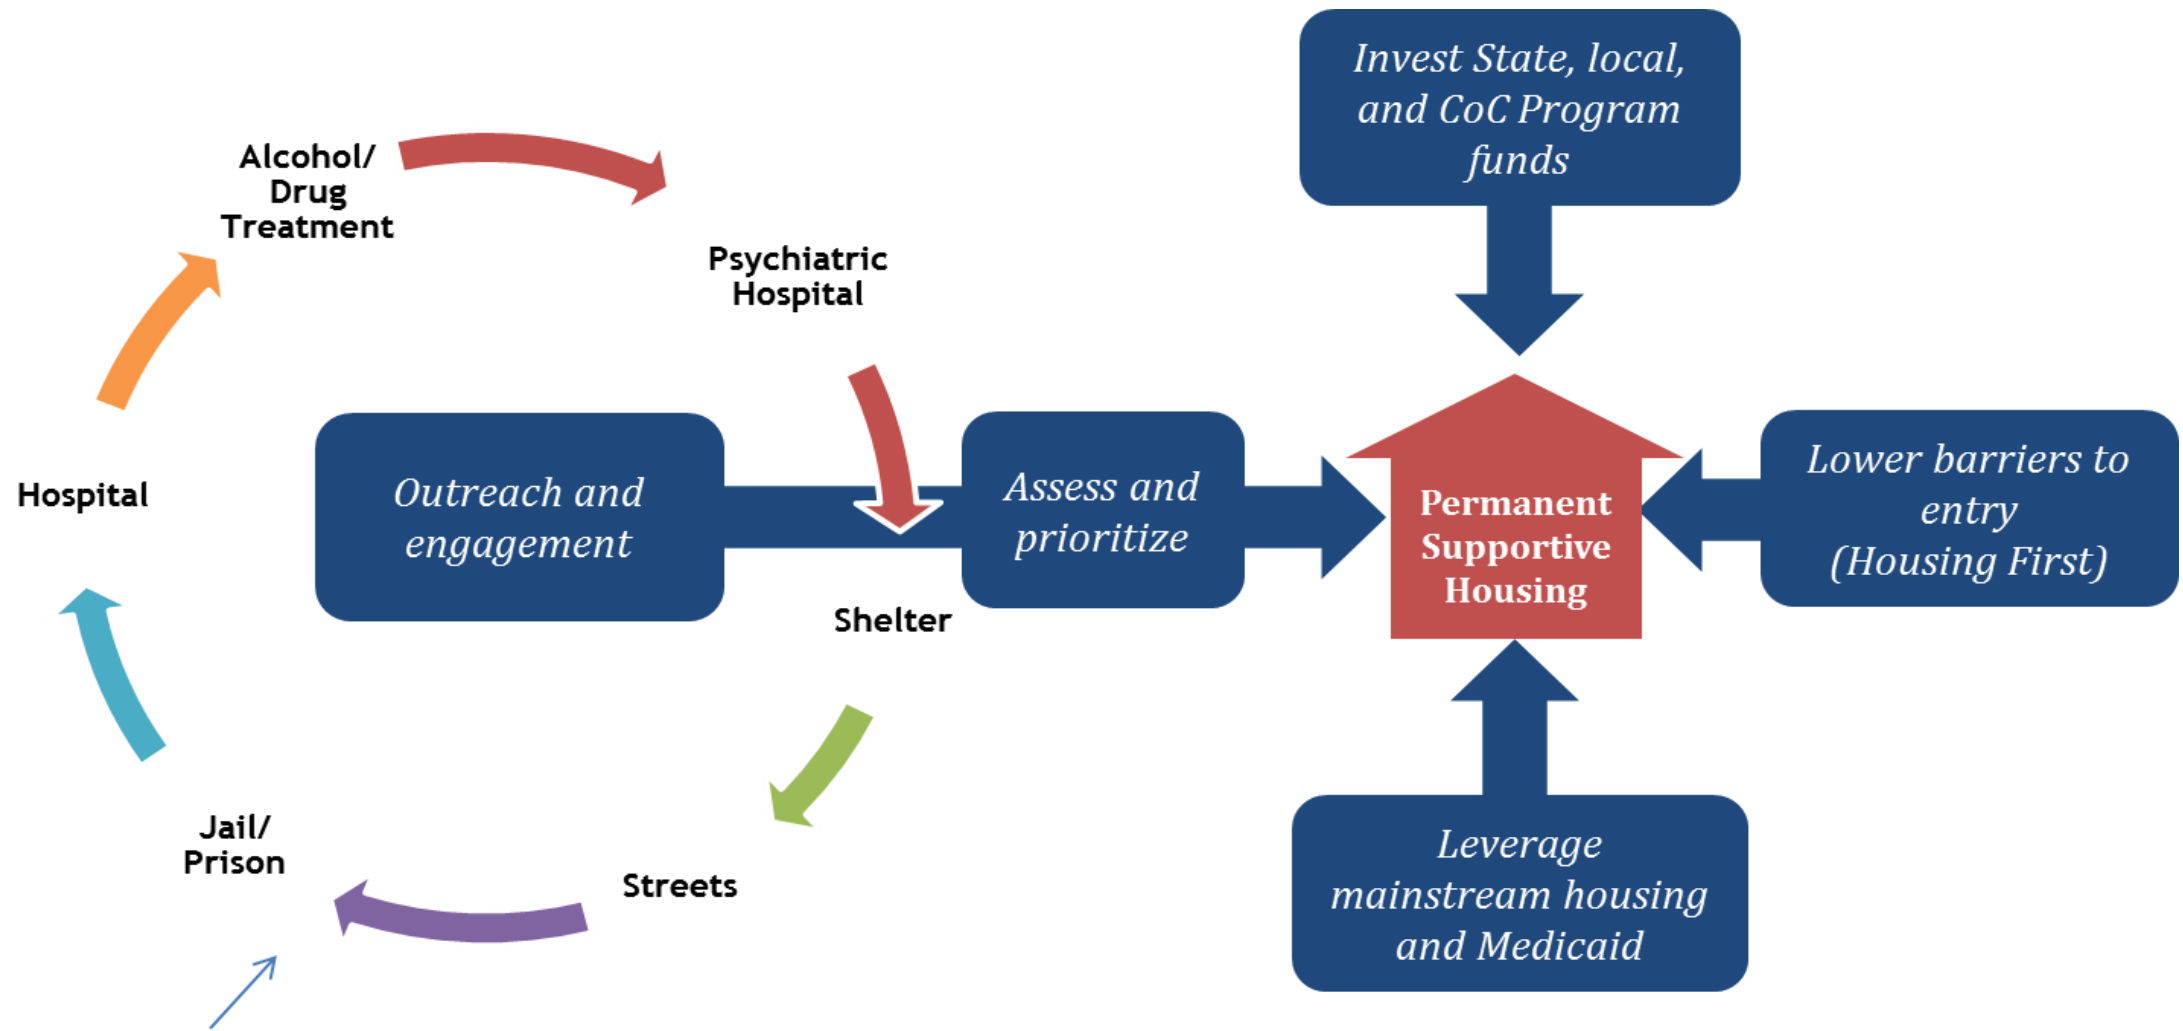 Alcohol/
Drug
Treatment
Psychiatric
Hospital
Hospital
Outreach and
engagement
Shelter
Jail/
Prison
Streets
Assess and
prioritize
Invest State, local,
and CoC Program
funds
Permanent
Supportive
Housing
Lower barriers to
entry
(Housing First)
Leverage
mainstream housing
and Medicaid